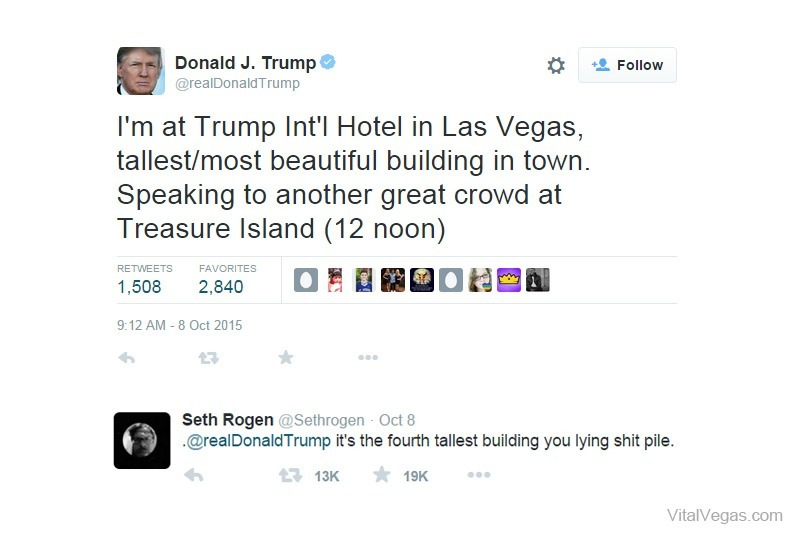 Donald J. Trump
@realDonaldTrump
Follow
I'm at Trump Int'l Hotel in Las Vegas,
tallest/most beautiful building in town.
Speaking to another great crowd at
Treasure Island (12 noon)
RETWEETS FAVORITES
1,508 2,840
9:12 AM - 8 Oct 2015
Seth Rogen @Sethrogen · Oct 8
.@realDonaldTrump it's the fourth tallest building you lying shit pile.
13K 19K
VitalVegas.com